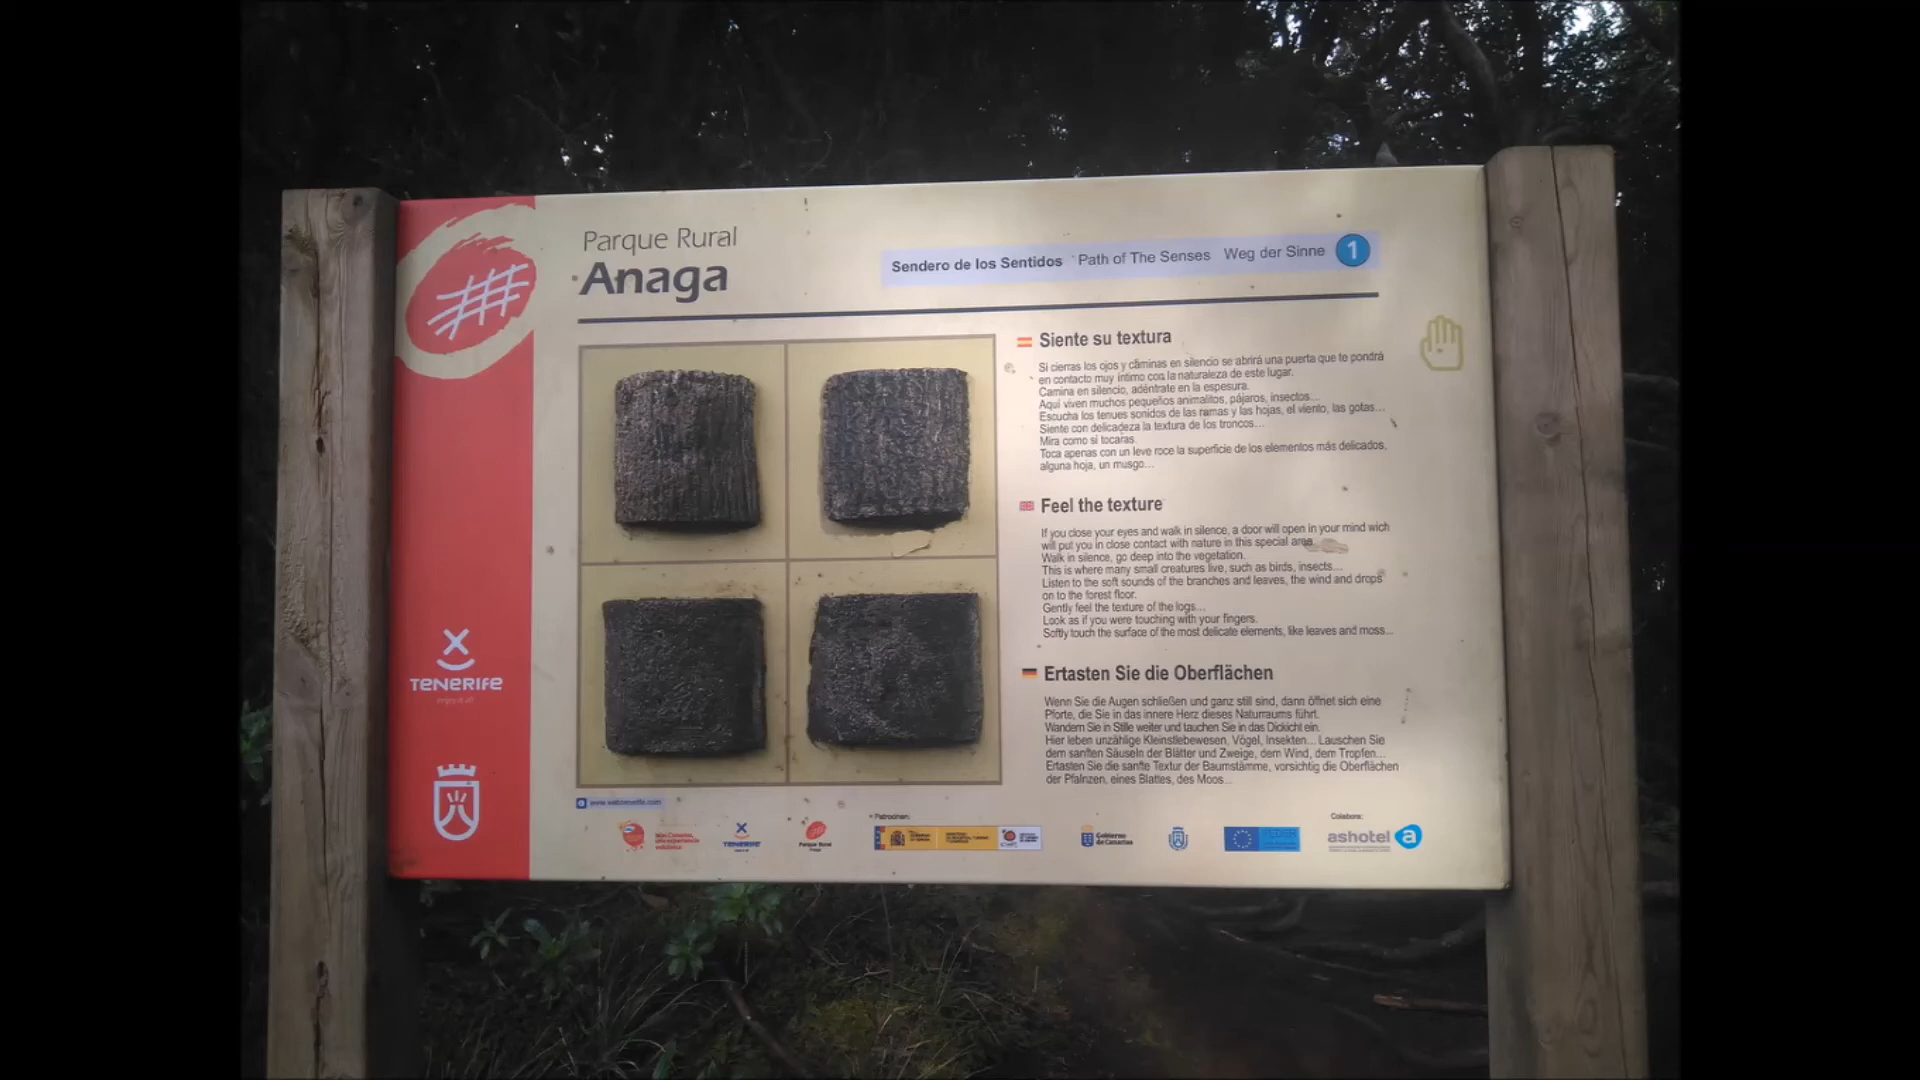 Parque Rural
Anaga
Sendero de los Sentidos Path of The Senses Weg der Sinne 1
Siente su textura
Si cierras los ojos y caminas en silencio se abrirá una puerta que te pondrá
en contacto muy íntimo con la naturaleza de este lugar.
Camina en silencio, adéntrate en la espesura.
Aquí viven muchos pequeños animalitos, pájaros, insectos...
Escucha los tenues sonidos de las ramas y las hojas, el viento, las gotas...
Siente con delicadeza la textura de los troncos...
Mira como si tocaras.
Toca apenas con un leve roce la superficie de los elementos más delicados,
alguna hoja, un musgo...
Feel the texture
If you close your eyes and walk in silence, a door will open in your mind wich
will put you in close contact with nature in this special area.
Walk in silence, go deep into the vegetation.
This is where many small creatures live, such as birds, insects...
Listen to the soft sounds of the branches and leaves, the wind and drops
on to the forest floor.
Gently feel the texture of the logs...
Look as if you were touching with your fingers.
Softly touch the surface of the most delicate elements, like leaves and moss...
Ertasten Sie die Oberflächen
Wenn Sie die Augen schließen und ganz still sind, dann öffnet sich eine
Pforte, die Sie in das innere Herz dieses Naturraums führt.
Wandern Sie in Stille weiter und tauchen Sie in das Dickicht ein.
Hier leben unzählige Kleinstlebewesen, Vögel, Insekten... Lauschen Sie
dem sanften Säuseln der Blätter und Zweige, dem Wind, dem Tropfen...
Ertasten Sie die sanfte Textur der Baumstämme, vorsichtig die Oberflächen
der Pfalnzen, eines Blattes, des Moos...
TENERIFE
www.webtenerife.com
TENERIFE
Parque Rural
Anaga
Patrocinan:
Gobierno
de Canarias
Colabora:
ashotel a